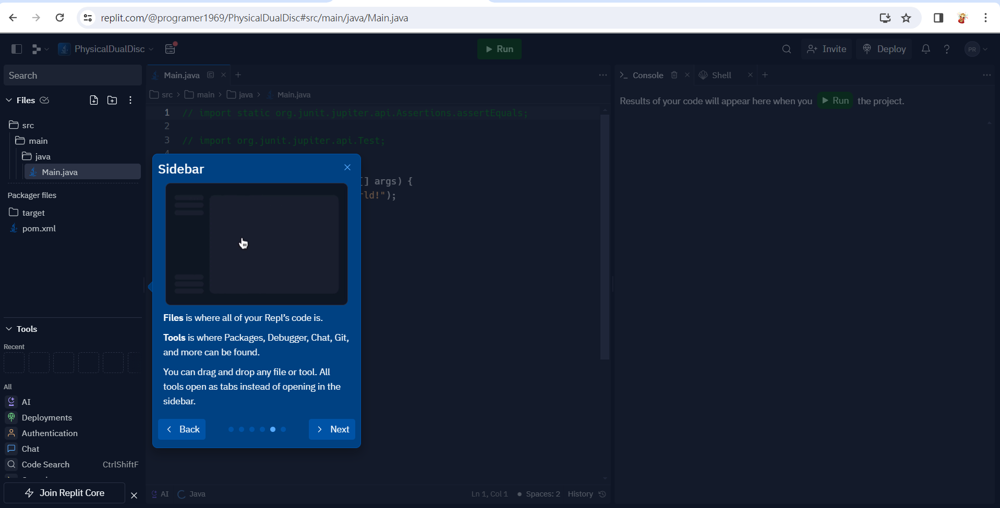 replit.com/@programer1969/PhysicalDualDisc#src/main/java/Main.java
PhysicalDualDisc
Run
Invite
Deploy
?
PR
Search
Files
src
main
java
Main.java
Packager files
target
pom.xml
Tools
Recent
All
AI
Deployments
Authentication
Chat
Code Search CtrlShiftF
Join Replit Core
Main.java
src > main > java > Main.java
1 // import static org.junit.jupiter.api.Assertions.assertEquals;
2
3 // import org.junit.jupiter.api.Test;
4
[] args) {
rld!");
Sidebar
Files is where all of your Repl's code is.
Tools is where Packages, Debugger, Chat, Git,
and more can be found.
You can drag and drop any file or tool. All
tools open as tabs instead of opening in the
sidebar.
Back
Next
AI Java
Ln 1, Col 1 Spaces: 2 History
Console
Shell
Results of your code will appear here when you Run the project.